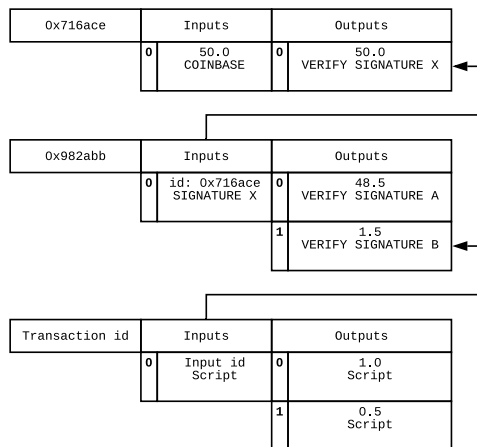 0x716ace Inputs Outputs
0 50.0 0 50.0
COINBASE VERIFY SIGNATURE X
0x982abb Inputs Outputs
0 id: 0x716ace 0 48.5
SIGNATURE X VERIFY SIGNATURE A
1 1.5
VERIFY SIGNATURE B
Transaction id Inputs Outputs
0 Input id 0 1.0
Script Script
1 0.5
Script